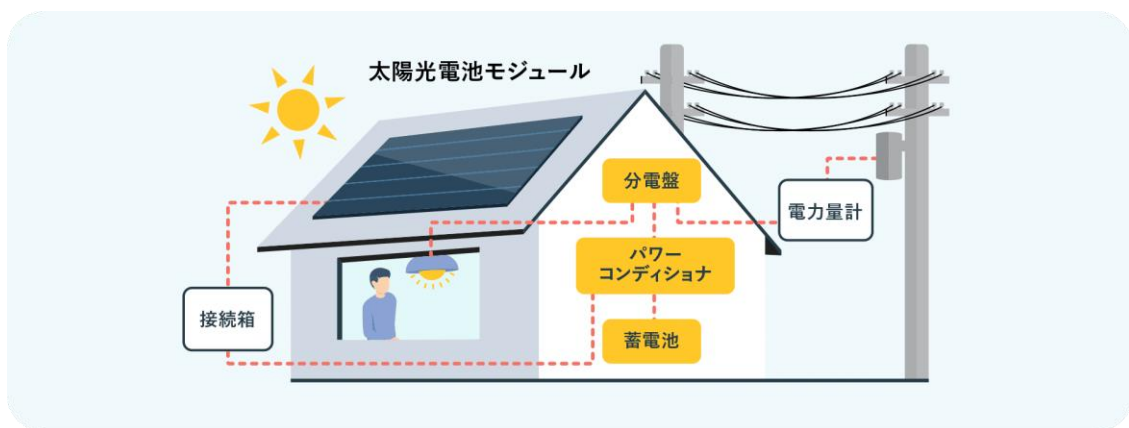 太陽光電池モジュール
分電盤
電力量計
パワー
コンディショナ
接続箱
蓄電池